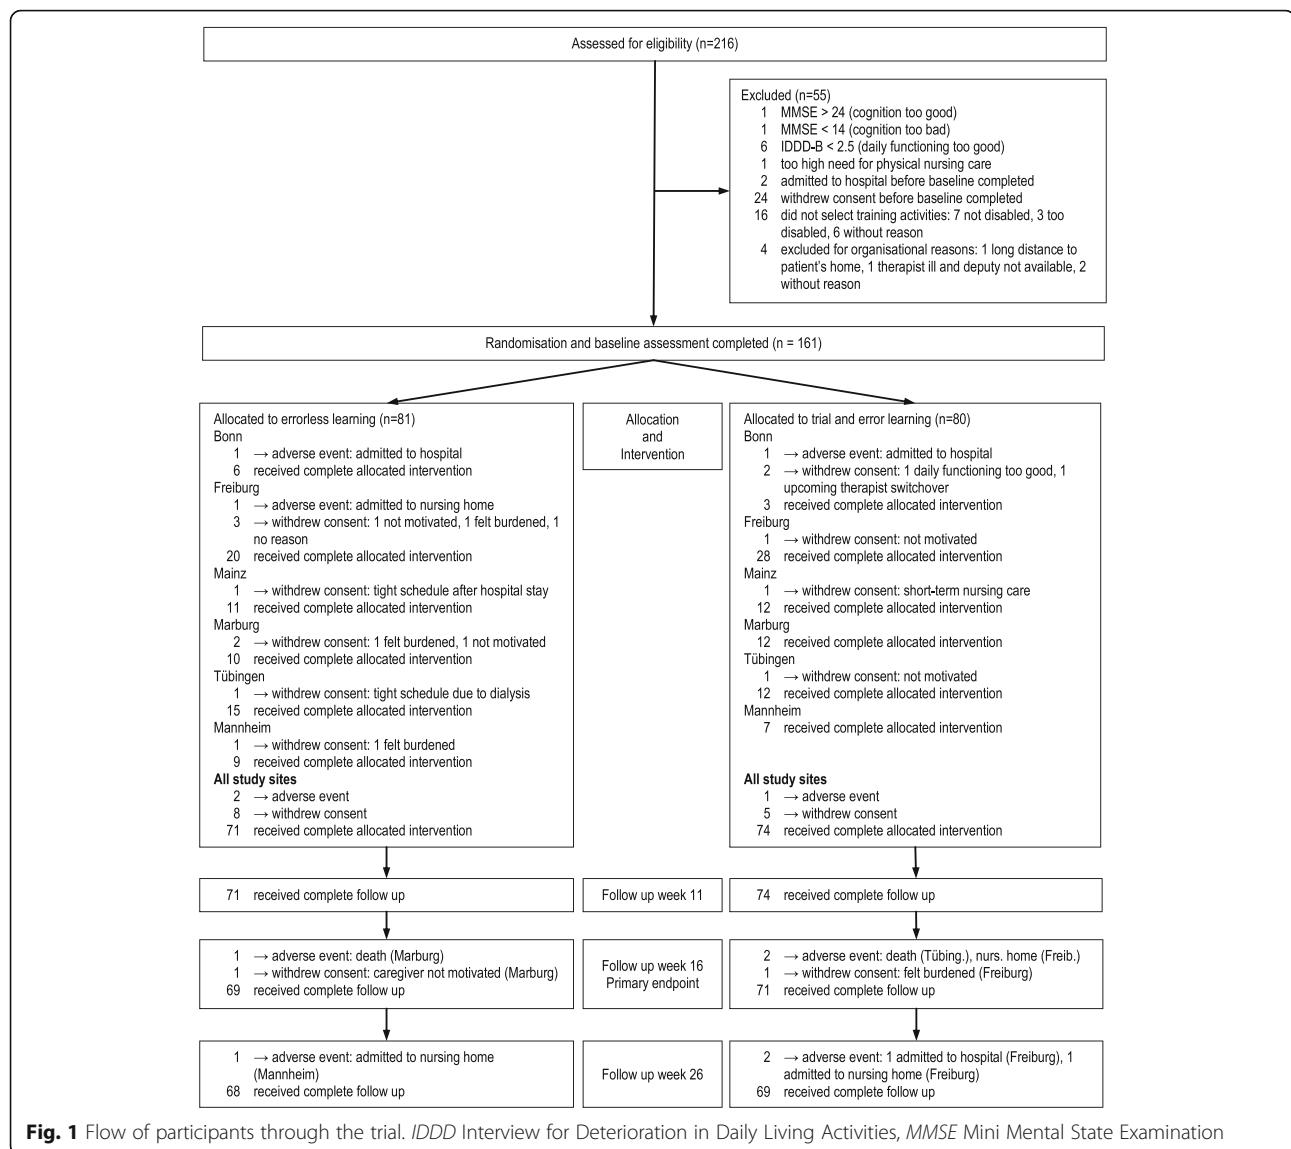 Assessed for eligibility (n=216)
Excluded (n=55)
1 MMSE > 24 (cognition too good)
1 MMSE < 14 (cognition too bad)
6 IDDD-B < 2.5 (daily functioning too good)
1 too high need for physical nursing care
2 admitted to hospital before baseline completed
24 withdrew consent before baseline completed
16 did not select training activities: 7 not disabled, 3 too
disabled, 6 without reason
4 excluded for organisational reasons: 1 long distance to
patient's home, 1 therapist ill and deputy not available, 2
without reason
Randomisation and baseline assessment completed (n = 161)
Allocated to errorless learning (n=81)
Bonn
1 → adverse event: admitted to hospital
6 received complete allocated intervention
Freiburg
1 → adverse event: admitted to nursing home
3 → withdrew consent: 1 not motivated, 1 felt burdened, 1
no reason
20 received complete allocated intervention
Mainz
1 → withdrew consent: tight schedule after hospital stay
11 received complete allocated intervention
Marburg
2 → withdrew consent: 1 felt burdened, 1 not motivated
10 received complete allocated intervention
Tübingen
1 → withdrew consent: tight schedule due to dialysis
15 received complete allocated intervention
Mannheim
1 → withdrew consent: 1 felt burdened
9 received complete allocated intervention
All study sites
2 → adverse event
8 → withdrew consent
71 received complete allocated intervention
Allocation
and
Intervention
Allocated to trial and error learning (n=80)
Bonn
1 → adverse event: admitted to hospital
2 → withdrew consent: 1 daily functioning too good, 1
upcoming therapist switchover
3 received complete allocated intervention
Freiburg
1 → withdrew consent: not motivated
28 received complete allocated intervention
Mainz
1 → withdrew consent: short-term nursing care
12 received complete allocated intervention
Marburg
12 received complete allocated intervention
Tübingen
1 → withdrew consent: not motivated
12 received complete allocated intervention
Mannheim
7 received complete allocated intervention
All study sites
1 → adverse event
5 → withdrew consent
74 received complete allocated intervention
71 received complete follow up
Follow up week 11
74 received complete follow up
1 → adverse event: death (Marburg)
1 → withdrew consent: caregiver not motivated (Marburg)
69 received complete follow up
Follow up week 16
Primary endpoint
2 → adverse event: death (Tübing.), nurs. home (Freib.)
1 → withdrew consent: felt burdened (Freiburg)
71 received complete follow up
1 → adverse event: admitted to nursing home
(Mannheim)
68 received complete follow up
Follow up week 26
2 → adverse event: 1 admitted to hospital (Freiburg), 1
admitted to nursing home (Freiburg)
69 received complete follow up
Fig. 1 Flow of participants through the trial. IDDD Interview for Deterioration in Daily Living Activities, MMSE Mini Mental State Examination